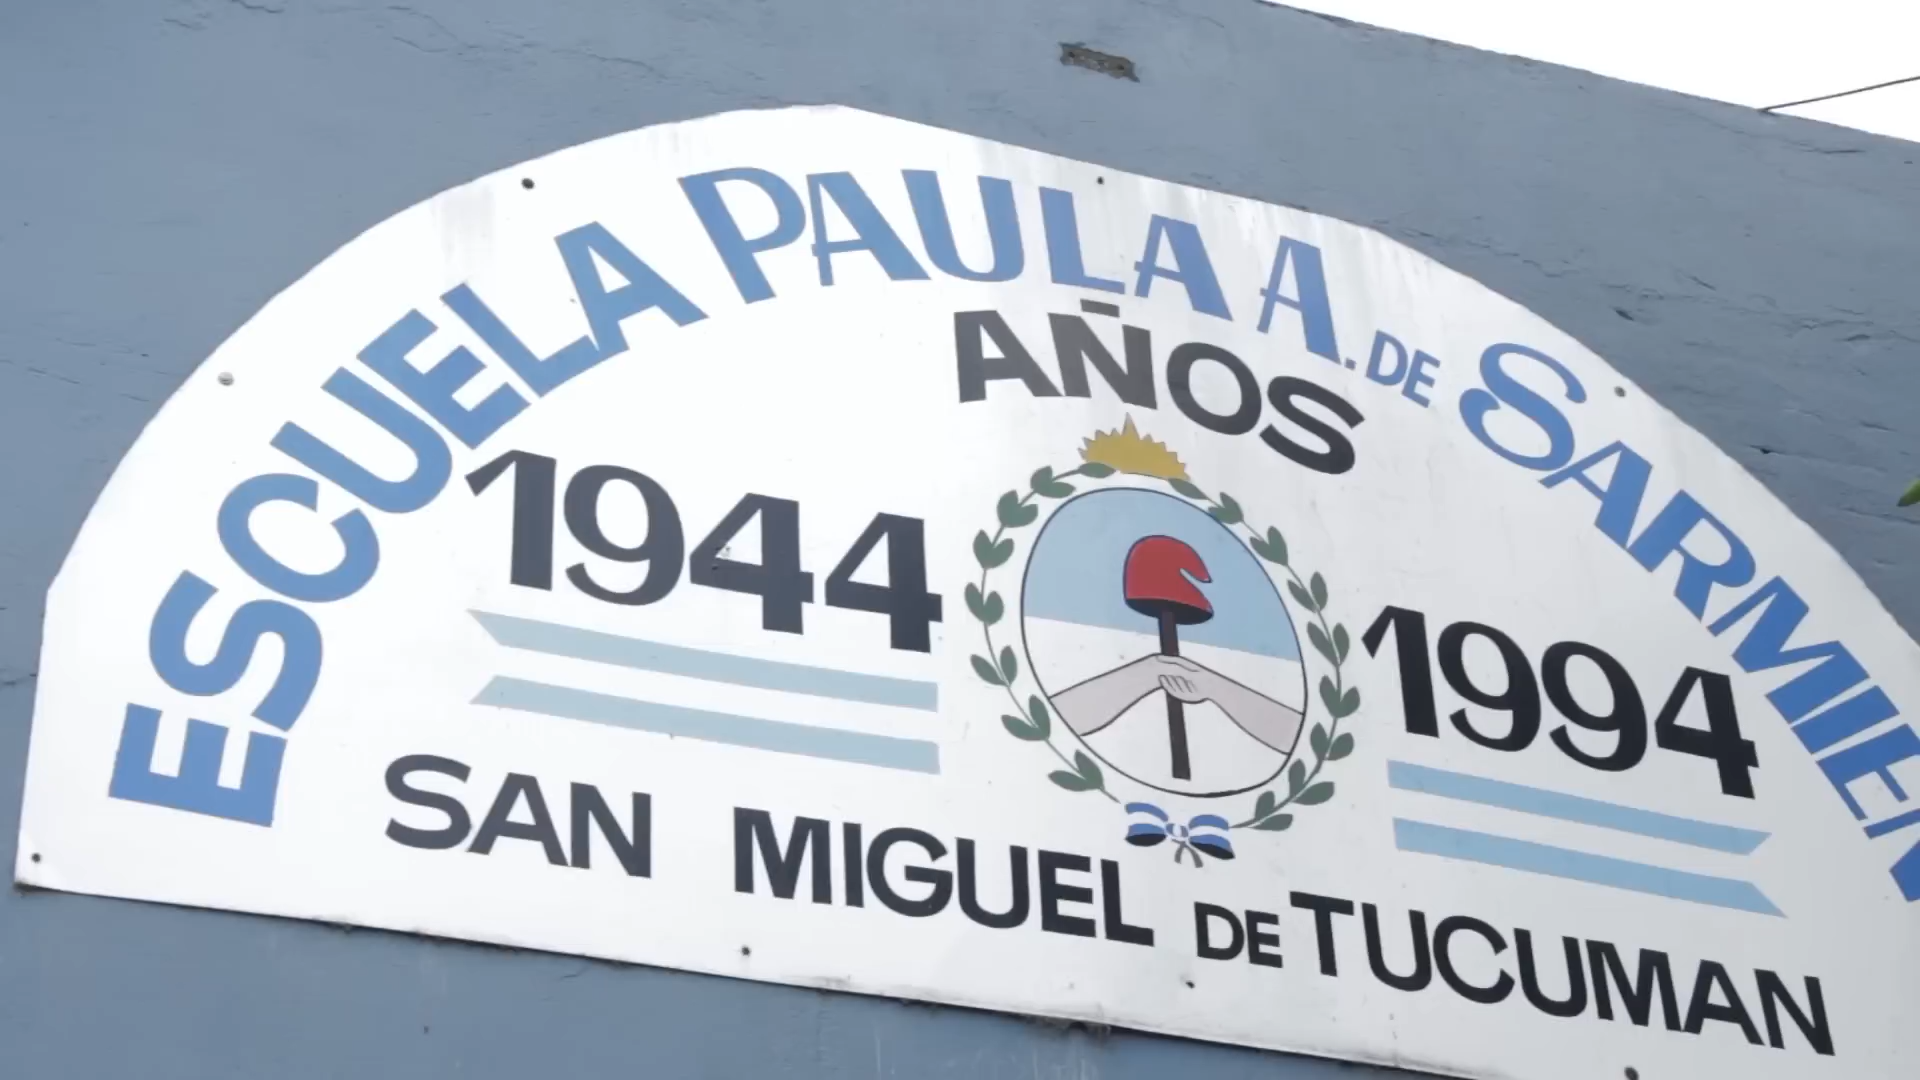 ESCUELA PAULA A. DE SARMIEN
AÑOS
1944 1994
SAN MIGUEL DE TUCUMAN